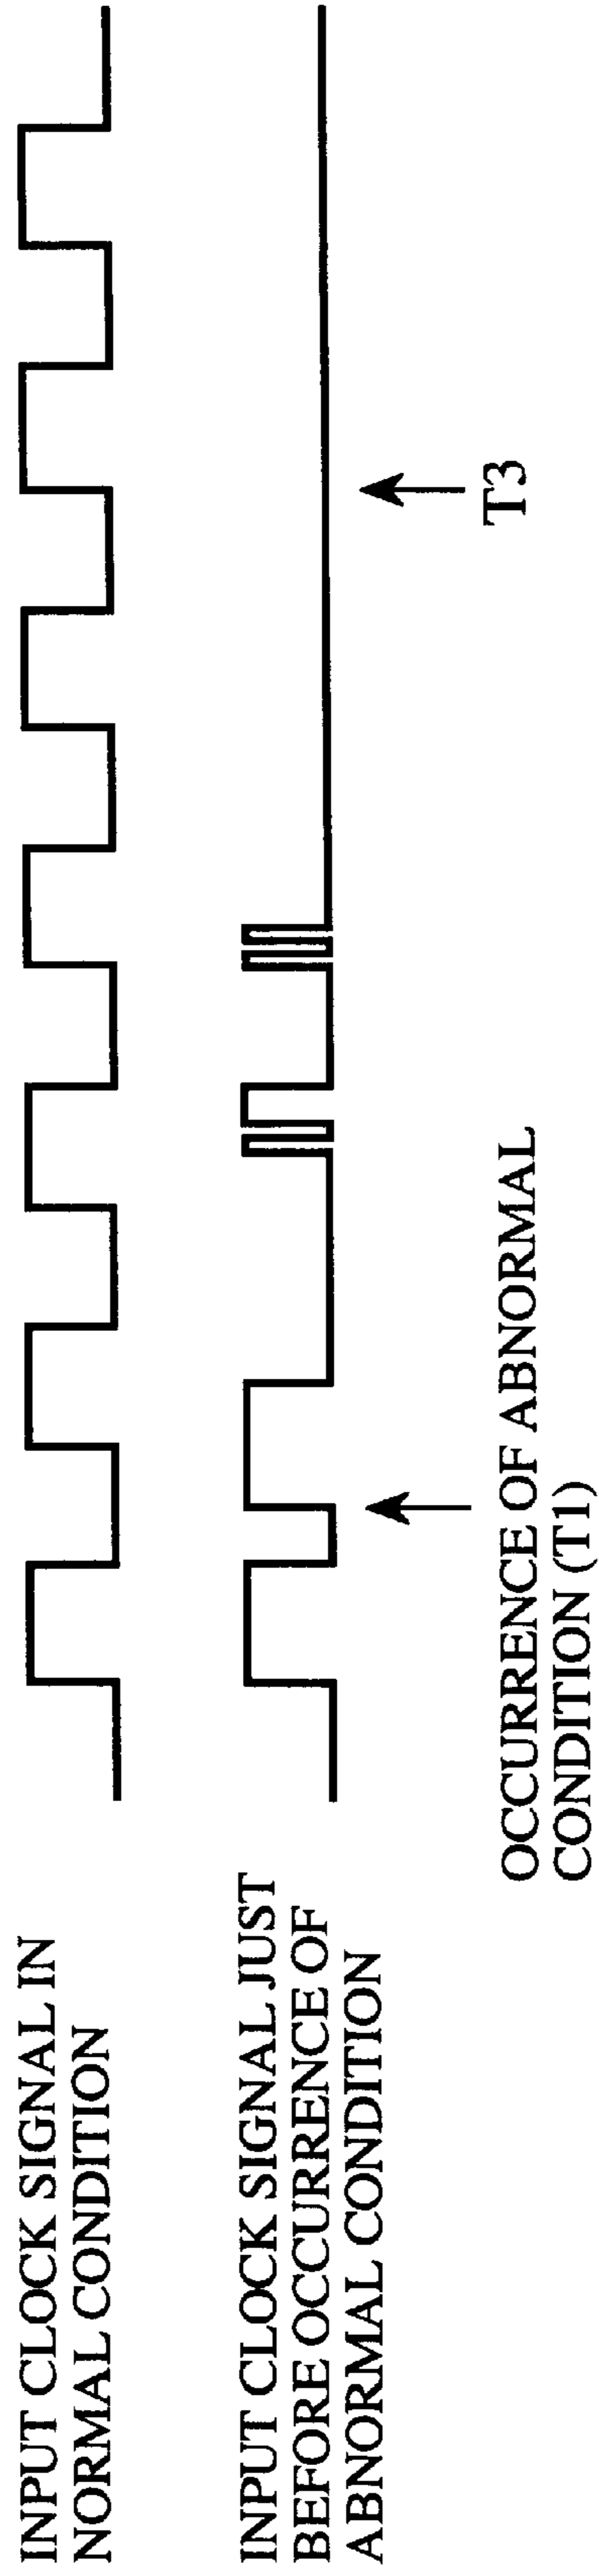 INPUT CLOCK SIGNAL IN
NORMAL CONDITION
INPUT CLOCK SIGNAL JUST
BEFORE OCCURRENCE OF
ABNORMAL CONDITION
OCCURRENCE OF ABNORMAL
CONDITION (T1)
T3